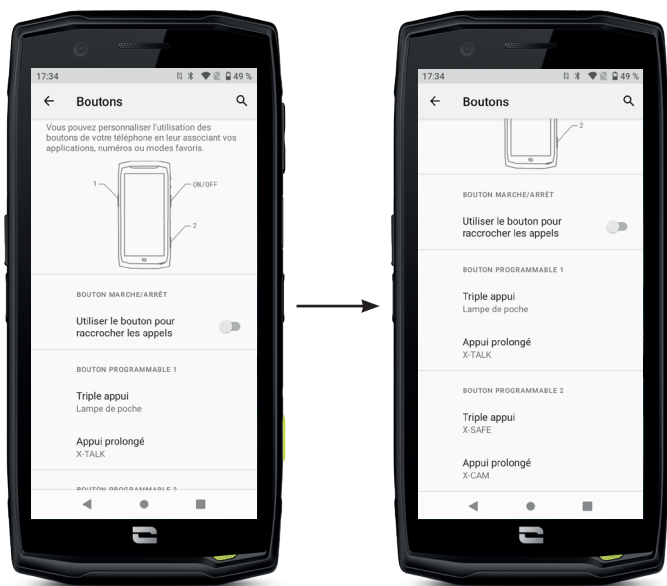 17:34
49 %
Boutons
Vous pouvez personnaliser l'utilisation des
boutons de votre téléphone en leur associant vos
applications, numéros ou modes favoris.
1
ON/OFF
2
BOUTON MARCHE/ARRÊT
Utiliser le bouton pour
raccrocher les appels
BOUTON PROGRAMMABLE 1
Triple appui
Lampe de poche
Appui prolongé
X-TALK
BOUTON PROGRAMMABLE 2
17:34
49 %
Boutons
2
BOUTON MARCHE/ARRÊT
Utiliser le bouton pour
raccrocher les appels
BOUTON PROGRAMMABLE 1
Triple appui
Lampe de poche
Appui prolongé
X-TALK
BOUTON PROGRAMMABLE 2
Triple appui
X-SAFE
Appui prolongé
X-CAM